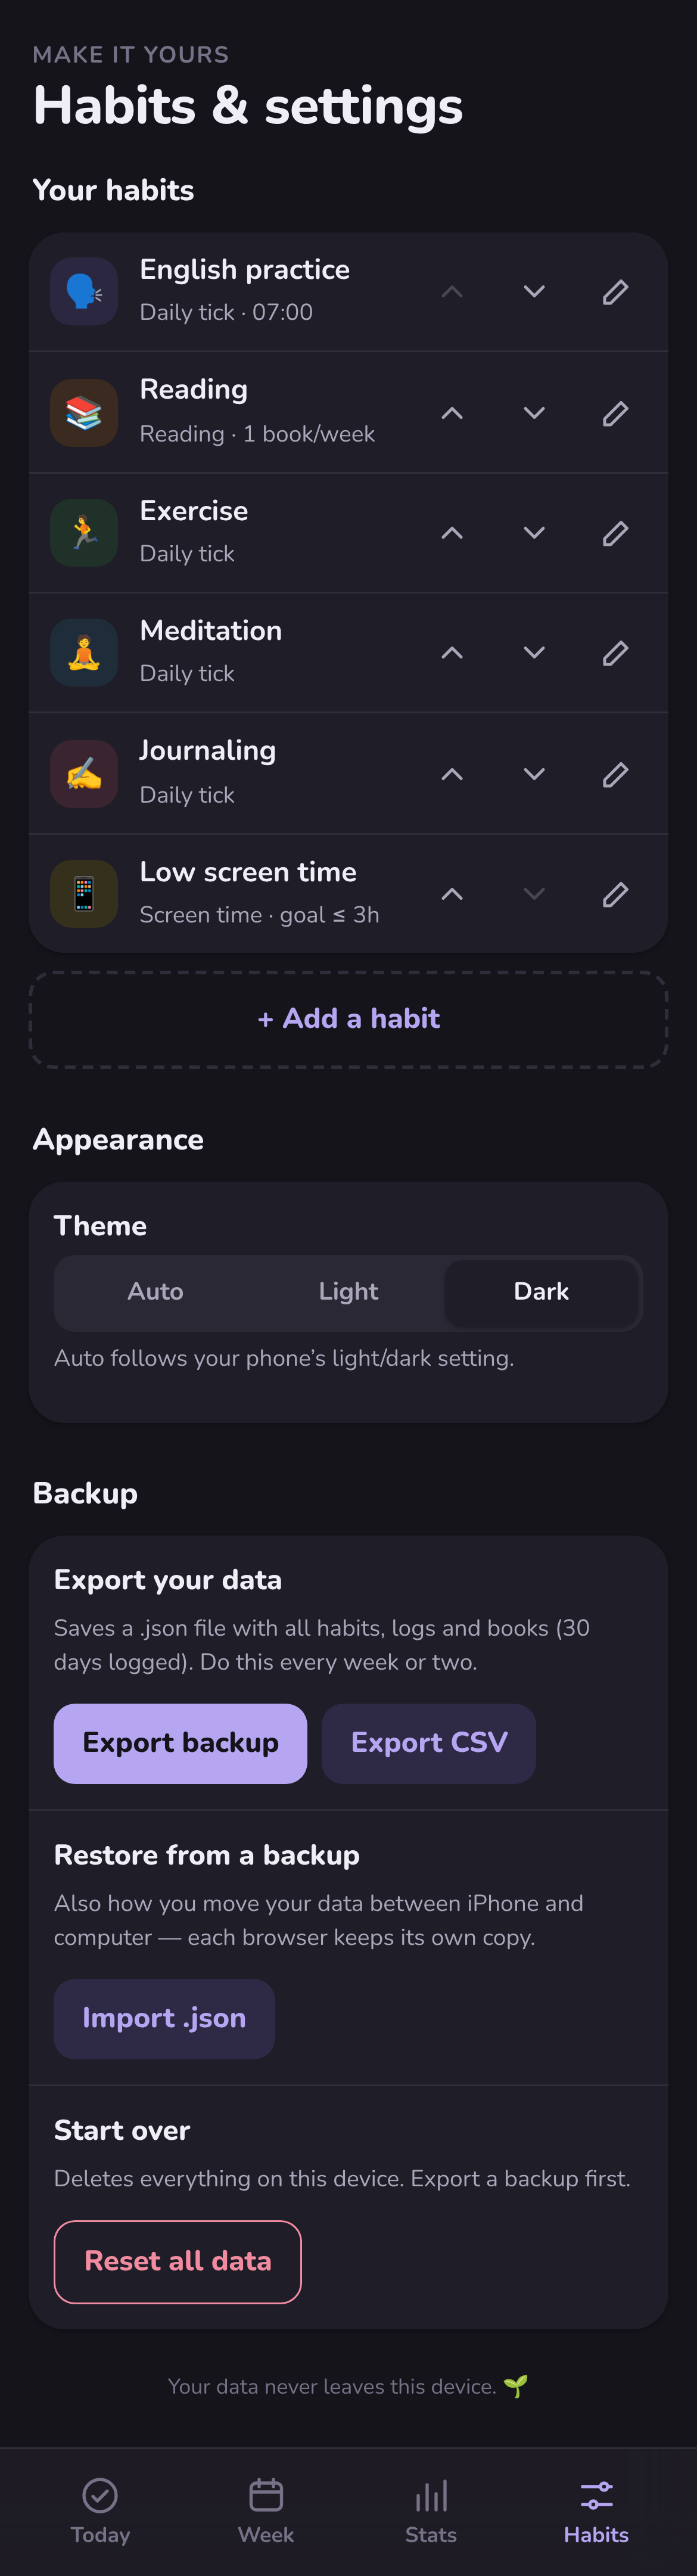 MAKE IT YOURS
Habits & settings
Your habits
English practice
Daily tick · 07:00
Reading
Reading · 1 book/week
Exercise
Daily tick
Meditation
Daily tick
Journaling
Daily tick
Low screen time
Screen time · goal ≤ 3h
+ Add a habit
Appearance
Theme
Auto Light Dark
Auto follows your phone’s light/dark setting.
Backup
Export your data
Saves a .json file with all habits, logs and books (30
days logged). Do this every week or two.
Export backup Export CSV
Restore from a backup
Also how you move your data between iPhone and
computer — each browser keeps its own copy.
Import .json
Start over
Deletes everything on this device. Export a backup first.
Reset all data
Your data never leaves this device. 🌱
Today Week Stats Habits